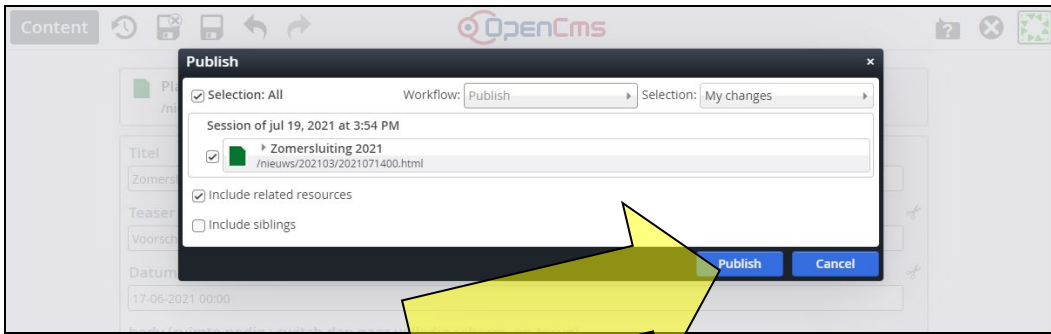 Content
OpenCms
Publish
Selection: All Workflow: Publish Selection: My changes
Session of jul 19, 2021 at 3:54 PM
Zomersluiting 2021
/nieuws/202103/2021071400.html
Include related resources
Include siblings
Publish Cancel
Titel
Teaser
Datum
17-06-2021 00:00